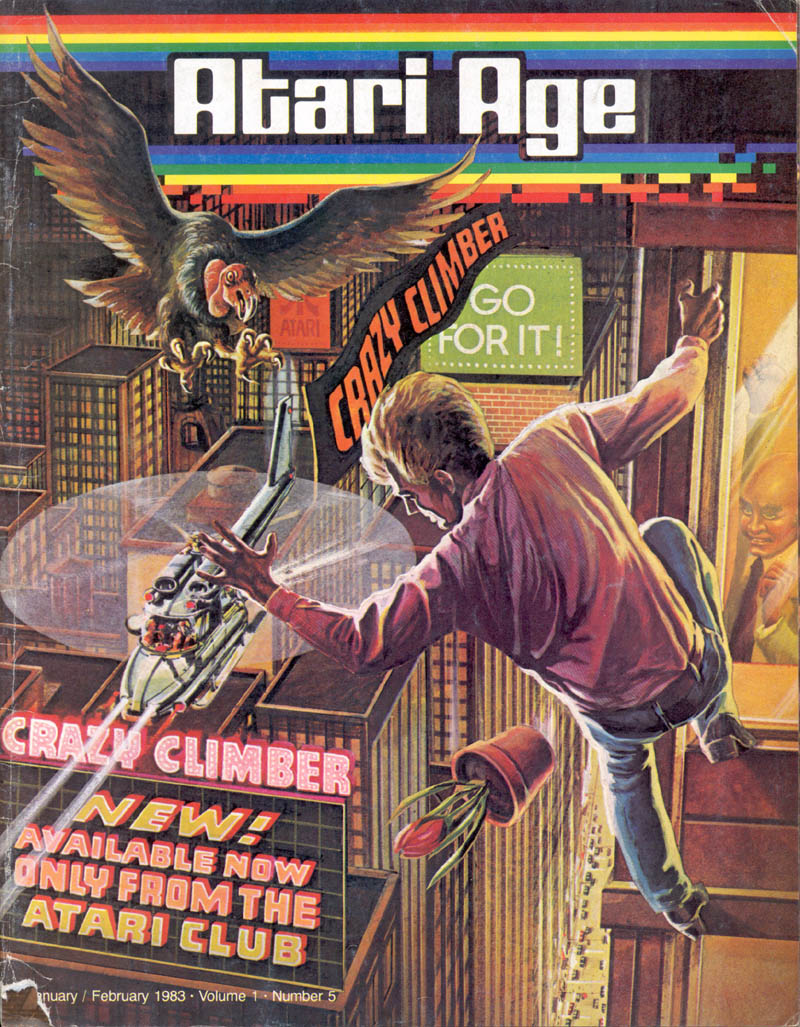 Atari Age
CRAZY CLIMBER
GO
FOR IT!
ATARI
CRAZY CLIMBER
NEW!
AVAILABLE NOW
ONLY FROM THE
ATARI CLUB
anuary / February 1983 · Volume 1 · Number 5